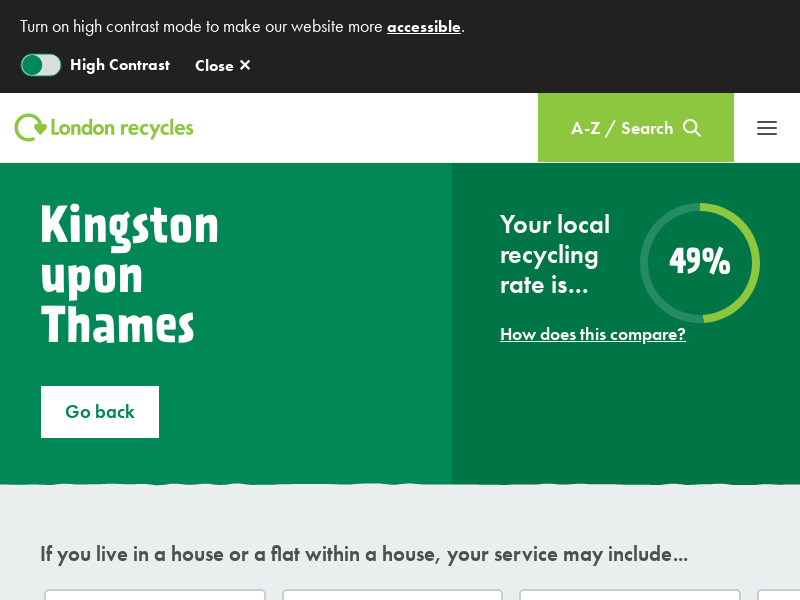 Turn on high contrast mode to make our website more accessible.
High Contrast
Close ✕
London recycles
A-Z / Search
Kingston
upon
Thames
Your local
recycling
rate is...
49%
How does this compare?
Go back
If you live in a house or a flat within a house, your service may include...